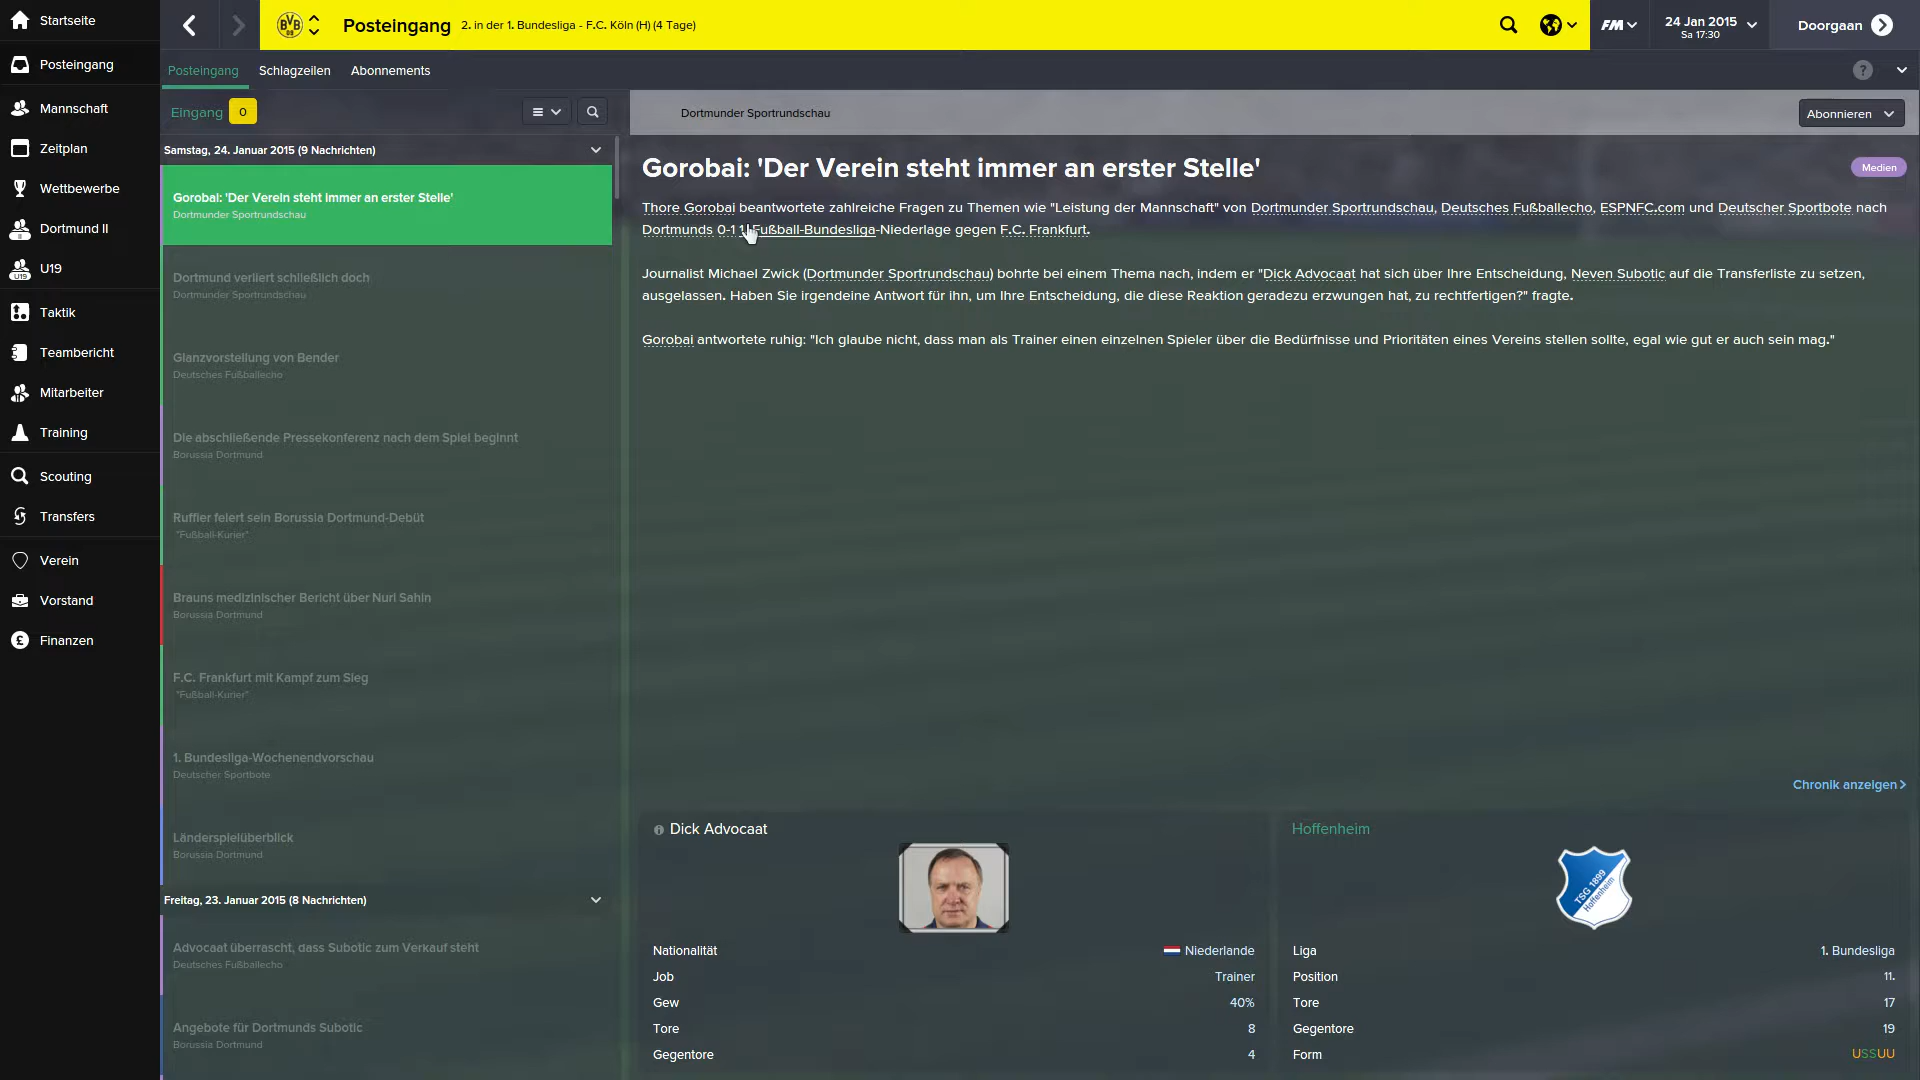 Startseite
Posteingang
Mannschaft
Zeitplan
Wettbewerbe
Dortmund II
U19
Taktik
Teambericht
Mitarbeiter
Training
Scouting
Transfers
Verein
Vorstand
Finanzen
Posteingang 2. in der 1. Bundesliga - F.C. Köln (H) (4 Tage)
FM
24 Jan 2015
Sa 17:30
Doorgaan
Posteingang Schlagzeilen Abonnements
Eingang 0
Samstag, 24. Januar 2015 (9 Nachrichten)
Gorobai: 'Der Verein steht immer an erster Stelle'
Dortmunder Sportrundschau
Dortmund verliert schließlich doch
Dortmunder Sportrundschau
Glanzvorstellung von Bender
Deutsches Fußballecho
Die abschließende Pressekonferenz nach dem Spiel beginnt
Borussia Dortmund
Ruffier feiert sein Borussia Dortmund-Debüt
"Fußball-Kurier"
Brauns medizinischer Bericht über Nuri Sahin
Borussia Dortmund
F.C. Frankfurt mit Kampf zum Sieg
"Fußball-Kurier"
1. Bundesliga-Wochenendvorschau
Deutscher Sportbote
Länderspielüberblick
Borussia Dortmund
Freitag, 23. Januar 2015 (8 Nachrichten)
Advocaat überrascht, dass Subotic zum Verkauf steht
Deutsches Fußballecho
Angebote für Dortmunds Subotic
Borussia Dortmund
Dortmunder Sportrundschau
Abonnieren
Gorobai: 'Der Verein steht immer an erster Stelle'
Medien
Thore Gorobai beantwortete zahlreiche Fragen zu Themen wie "Leistung der Mannschaft" von Dortmunder Sportrundschau, Deutsches Fußballecho, ESPNFC.com und Deutscher Sportbote nach
Dortmunds 0-1 1. Fußball-Bundesliga-Niederlage gegen F.C. Frankfurt.
Journalist Michael Zwick (Dortmunder Sportrundschau) bohrte bei einem Thema nach, indem er "Dick Advocaat hat sich über Ihre Entscheidung, Neven Subotic auf die Transferliste zu setzen,
ausgelassen. Haben Sie irgendeine Antwort für ihn, um Ihre Entscheidung, die diese Reaktion geradezu erzwungen hat, zu rechtfertigen?" fragte.
Gorobai antwortete ruhig: "Ich glaube nicht, dass man als Trainer einen einzelnen Spieler über die Bedürfnisse und Prioritäten eines Vereins stellen sollte, egal wie gut er auch sein mag."
Chronik anzeigen
Dick Advocaat
Nationalität Niederlande
Job Trainer
Gew 40%
Tore 8
Gegentore 4
Hoffenheim
TSG 1899
Hoffenheim
Liga 1. Bundesliga
Position 11.
Tore 17
Gegentore 19
Form USSUU